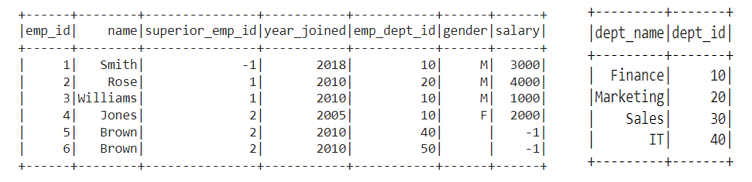 +------+--------+---------------+-----------+-----------+------+------+
|emp_id|    name|superior_emp_id|year_joined|emp_dept_id|gender|salary|
+------+--------+---------------+-----------+-----------+------+------+
|     1|   Smith|             -1|       2018|         10|     M|  3000|
|     2|    Rose|              1|       2010|         20|     M|  4000|
|     3|Williams|              1|       2010|         10|     M|  1000|
|     4|   Jones|              2|       2005|         10|     F|  2000|
|     5|   Brown|              2|       2010|         40|      |    -1|
|     6|   Brown|              2|       2010|         50|      |    -1|
+------+--------+---------------+-----------+-----------+------+------+
+---------+-------+
|dept_name|dept_id|
+---------+-------+
|  Finance|     10|
|Marketing|     20|
|    Sales|     30|
|       IT|     40|
+---------+-------+